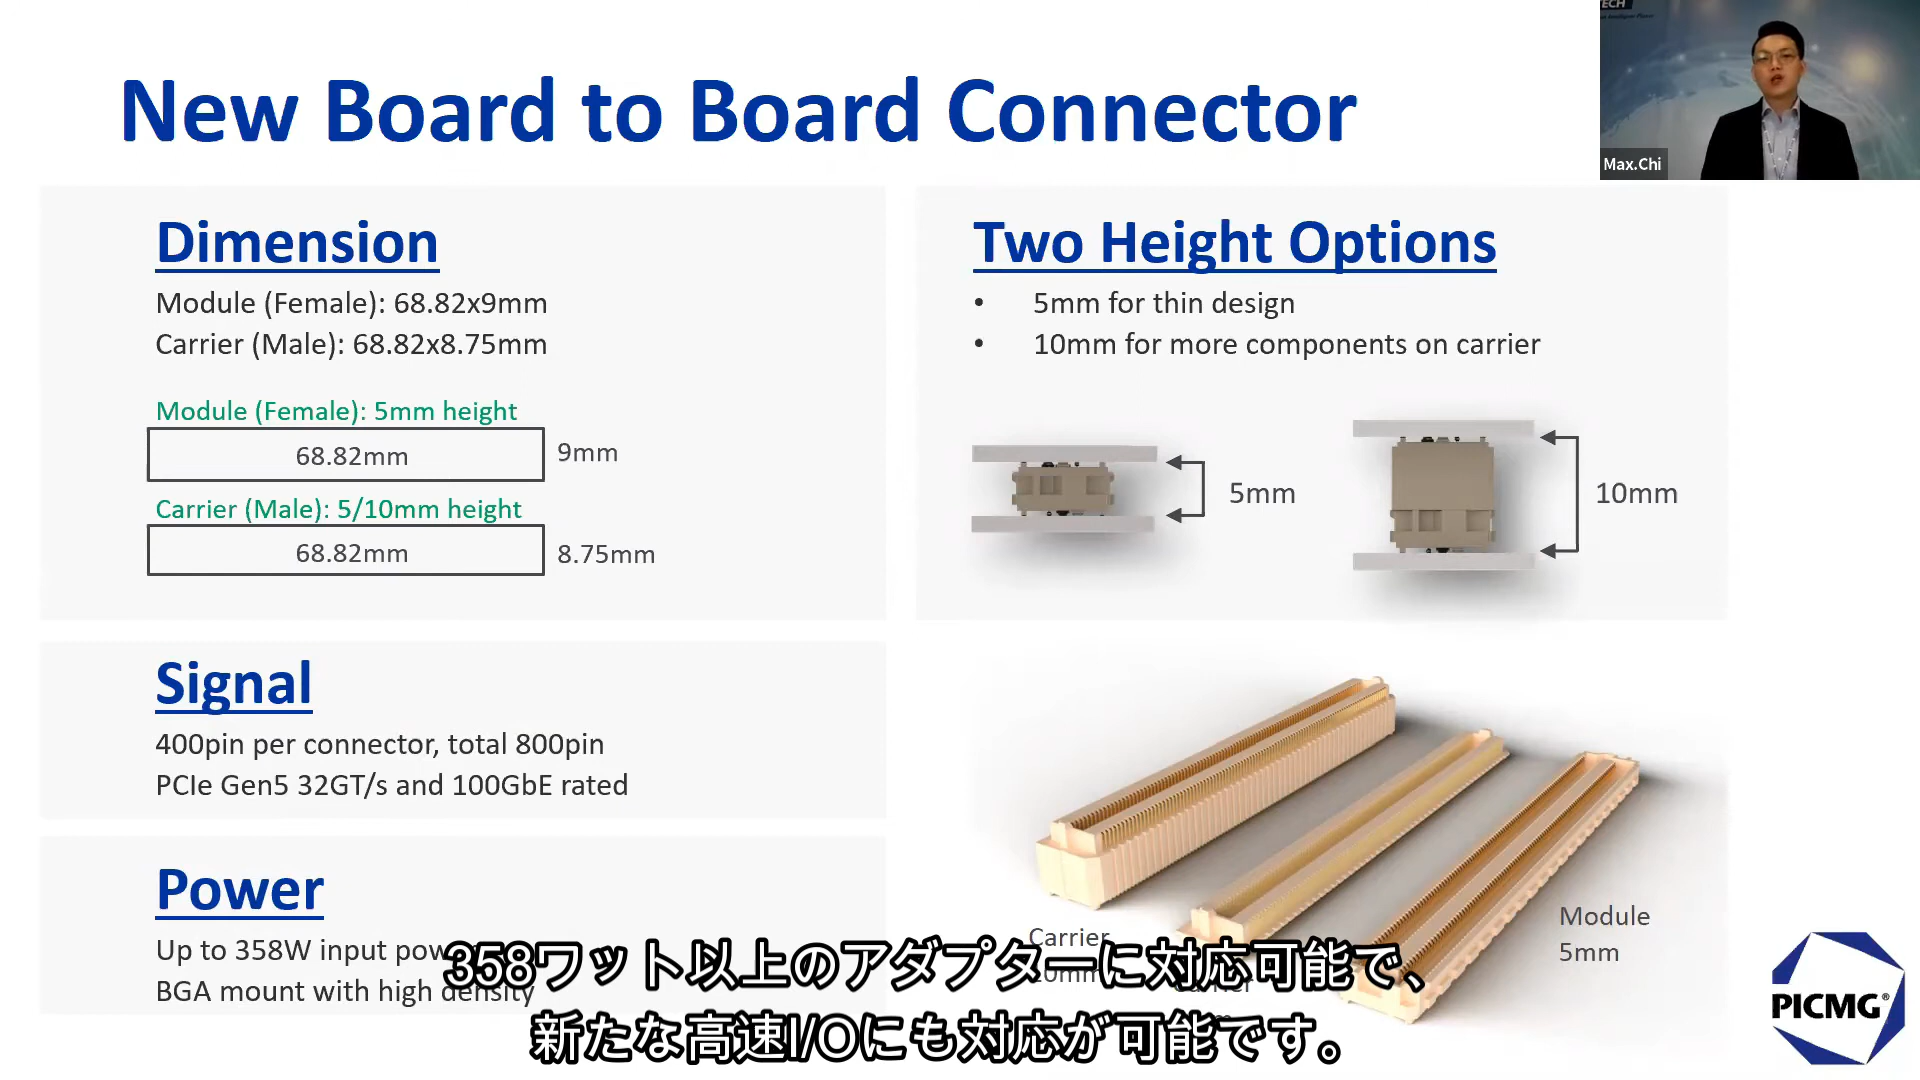 New Board to Board Connector
TECH
Max.Chi
Dimension
Module (Female): 68.82x9mm
Carrier (Male): 68.82x8.75mm
Module (Female): 5mm height
68.82mm
9mm
Carrier (Male): 5/10mm height
68.82mm
8.75mm
Two Height Options
• 5mm for thin design
• 10mm for more components on carrier
5mm
10mm
Signal
400pin per connector, total 800pin
PCIe Gen5 32GT/s and 100GbE rated
Power
Up to 358W input
BGA mount with high density
Carrier
10mm
Carrier
Module
5mm
PICMG®
358ワット以上のアダプターに対応可能で、
新たな高速I/Oにも対応が可能です。